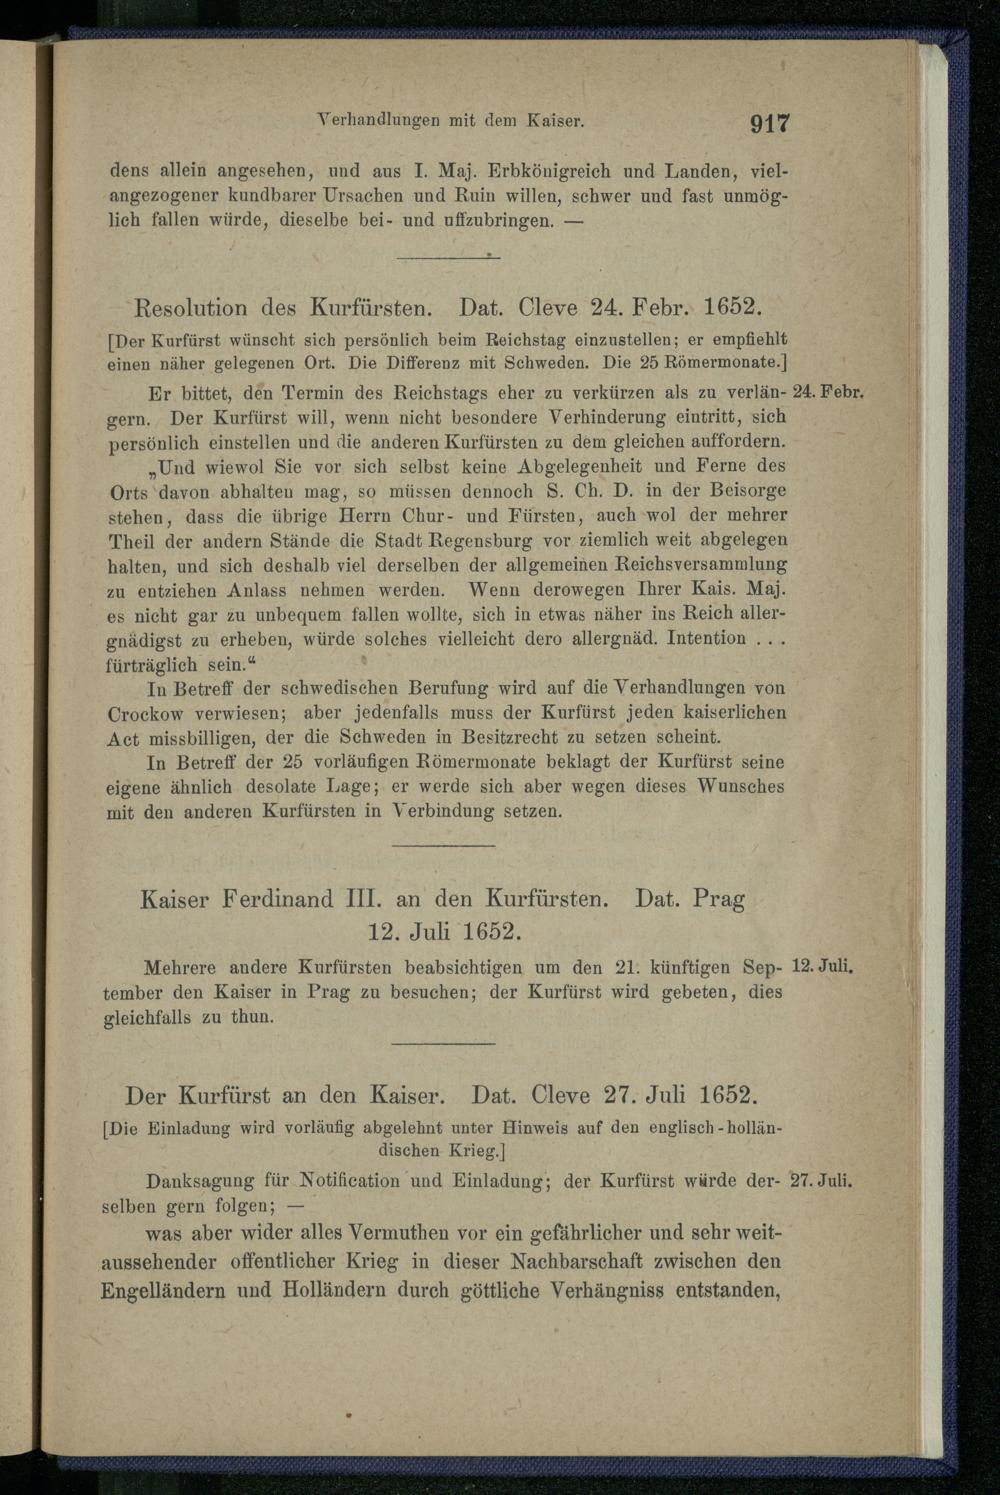 Verhandlungen mit dem Kaiser. 917
dens allein angesehen, und aus I. Maj. Erbkönigreich und Landen, viel-
angezogener kundbarer Ursachen und Ruin willen, schwer und fast unmög-
lich fallen würde, dieselbe bei- und uffzubringen. —
Resolution des Kurfürsten. Dat. Cleve 24. Febr. 1652.
[Der Kurfürst wünscht sich persönlich beim Reichstag einzustellen; er empfiehlt
einen näher gelegenen Ort. Die Differenz mit Schweden. Die 25 Römermonate.]
Er bittet, den Termin des Reichstags eher zu verkürzen als zu verlän- 24. Febr.
gern. Der Kurfürst will, wenn nicht besondere Verhinderung eintritt, sich
persönlich einstellen und die anderen Kurfürsten zu dem gleichen auffordern.
„Und wiewol Sie vor sich selbst keine Abgelegenheit und Ferne des
Orts davon abhalten mag, so müssen dennoch S. Ch. D. in der Beisorge
stehen, dass die übrige Herrn Chur- und Fürsten, auch wol der mehrer
Theil der andern Stände die Stadt Regensburg vor ziemlich weit abgelegen
halten, und sich deshalb viel derselben der allgemeinen Reichsversammlung
zu entziehen Anlass nehmen werden. Wenn derowegen Ihrer Kais. Maj.
es nicht gar zu unbequem fallen wollte, sich in etwas näher ins Reich aller-
gnädigst zu erheben, würde solches vielleicht dero allergnäd. Intention . . .
fürträglich sein.“
In Betreff der schwedischen Berufung wird auf die Verhandlungen von
Crockow verwiesen; aber jedenfalls muss der Kurfürst jeden kaiserlichen
Act missbilligen, der die Schweden in Besitzrecht zu setzen scheint.
In Betreff der 25 vorläufigen Römermonate beklagt der Kurfürst seine
eigene ähnlich desolate Lage; er werde sich aber wegen dieses Wunsches
mit den anderen Kurfürsten in Verbindung setzen.
Kaiser Ferdinand III. an den Kurfürsten. Dat. Prag
12. Juli 1652.
Mehrere andere Kurfürsten beabsichtigen um den 21. künftigen Sep- 12. Juli.
tember den Kaiser in Prag zu besuchen; der Kurfürst wird gebeten, dies
gleichfalls zu thun.
Der Kurfürst an den Kaiser. Dat. Cleve 27. Juli 1652.
[Die Einladung wird vorläufig abgelehnt unter Hinweis auf den englisch-hollän-
dischen Krieg.]
Danksagung für Notification und Einladung; der Kurfürst würde der- 27. Juli.
selben gern folgen; —
was aber wider alles Vermuthen vor ein gefährlicher und sehr weit-
aussehender offentlicher Krieg in dieser Nachbarschaft zwischen den
Engelländern und Holländern durch göttliche Verhängniss entstanden,